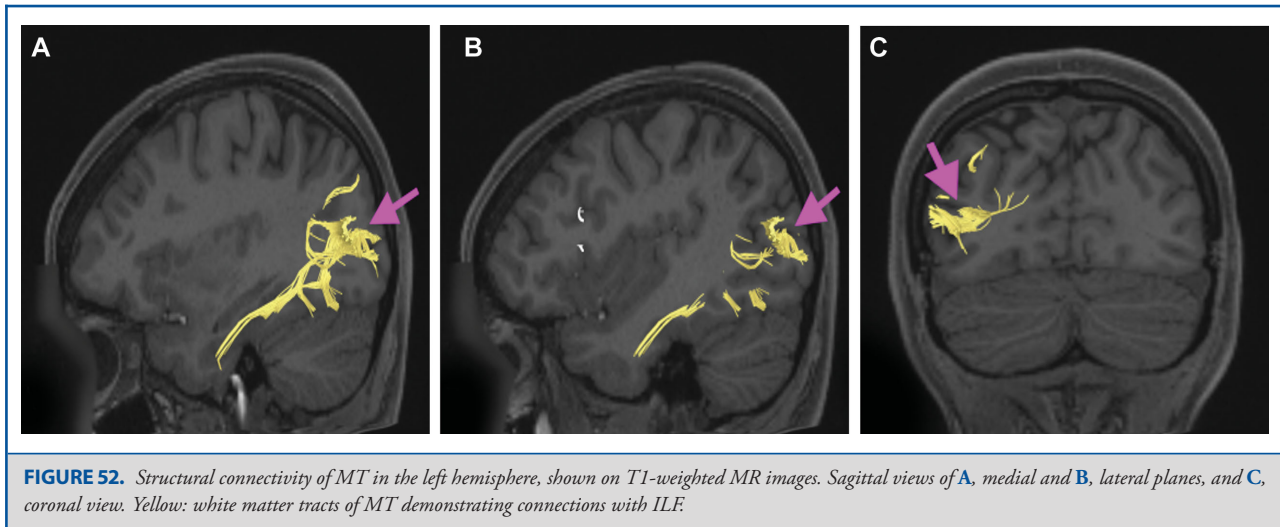 A
B
C
FIGURE 52. Structural connectivity of MT in the left hemisphere, shown on T1-weighted MR images. Sagittal views of A, medial and B, lateral planes, and C,
coronal view. Yellow: white matter tracts of MT demonstrating connections with ILF.